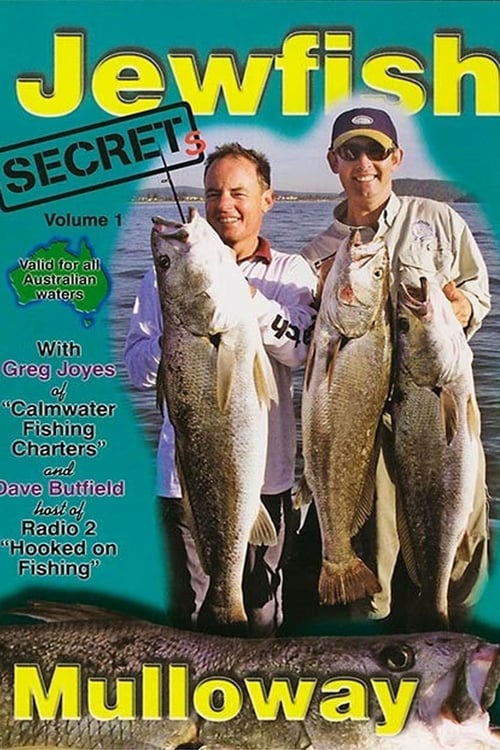 Jewfish
SECRETs
Volume 1
Valid for all
Australian
waters
With
Greg Joyes
of
"Calmwater
Fishing
Charters"
and
Dave Butfield
host of
Radio 2
"Hooked on
Fishing"
Mulloway